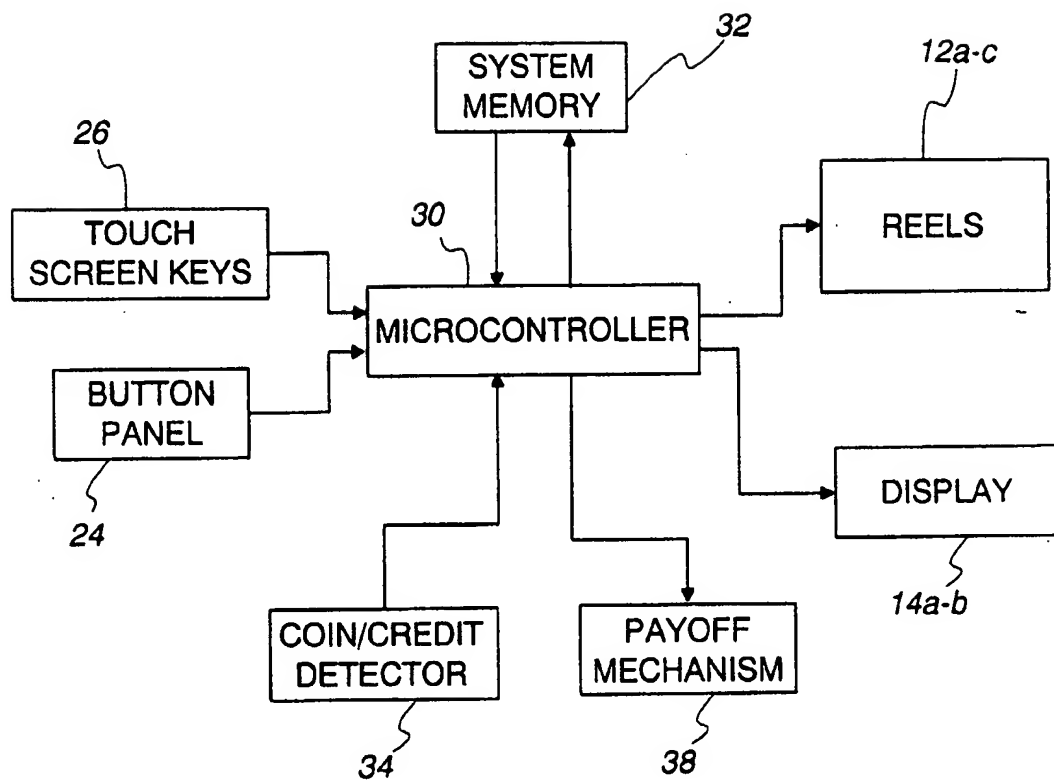 32
SYSTEM
MEMORY
12a-c
26
TOUCH
SCREEN KEYS
30
REELS
MICROCONTROLLER
BUTTON
PANEL
24
DISPLAY
14a-b
COIN/CREDIT
DETECTOR
34
PAYOFF
MECHANISM
38